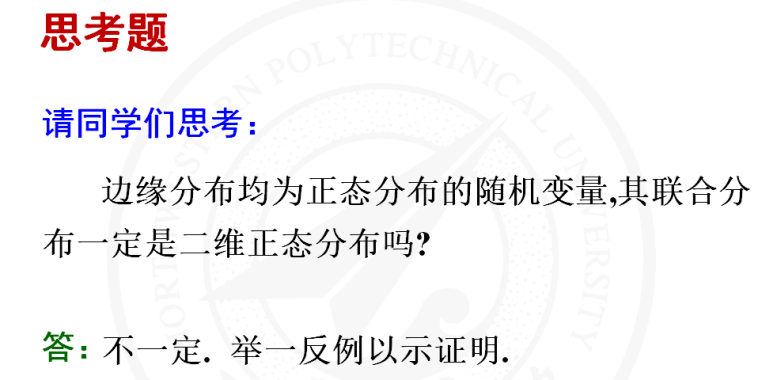 思考题
请同学们思考：
边缘分布均为正态分布的随机变量,其联合分
布一定是二维正态分布吗?
答：不一定. 举一反例以示证明.
POLYTECHNICAL UNIVERSITY